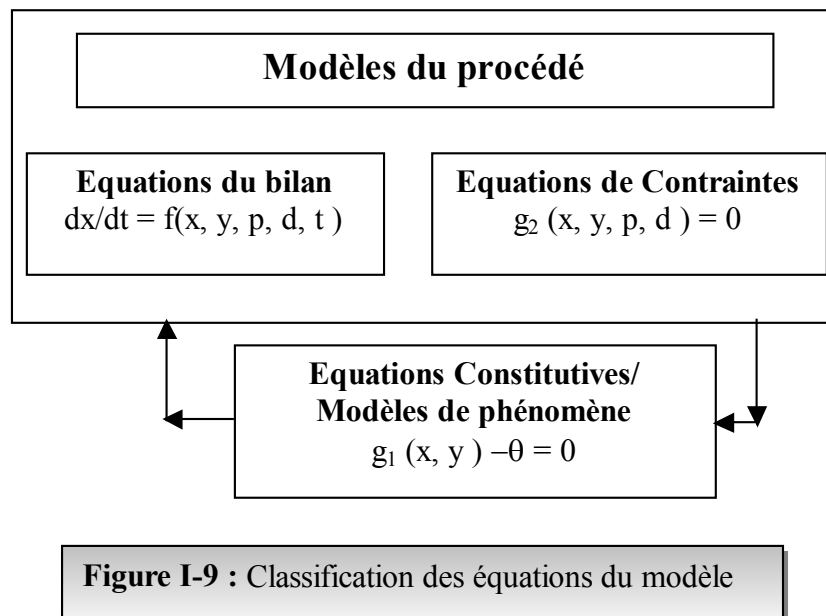 Modèles du procédé
Equations du bilan
dx/dt = f(x, y, p, d, t )
Equations de Contraintes
g₂ (x, y, p, d ) = 0
Equations Constitutives/
Modèles de phénomène
g₁ (x, y ) –θ = 0
Figure I-9 : Classification des équations du modèle